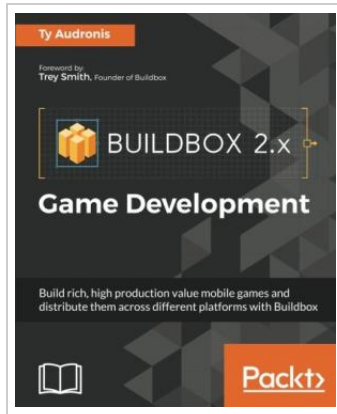 Ty Audronis
Foreword by:
Trey Smith, Founder of Buildbox
BUILDBOX 2.x
Game Development
Build rich, high production value mobile games and
distribute them across different platforms with Buildbox
Packt>